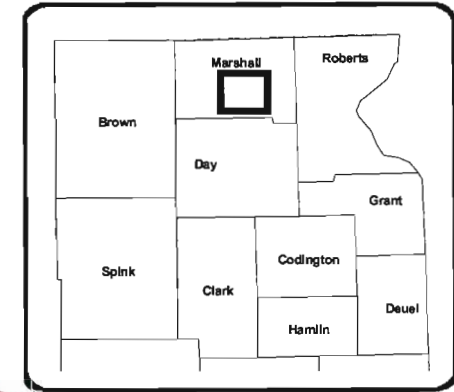 Marshall
Roberts
Brown
Day
Grant
Codington
Spink
Clark
Deuel
Hamlin